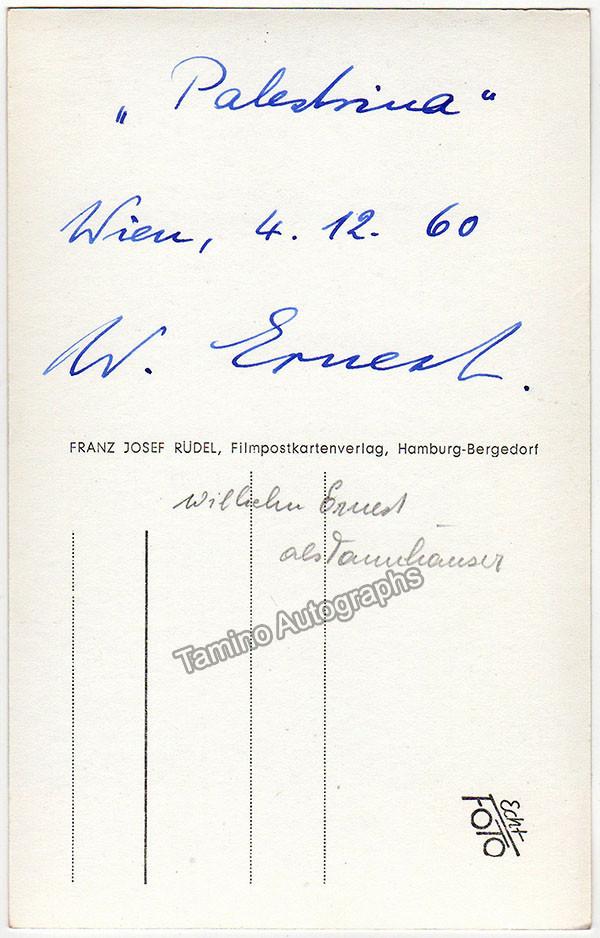 „Palestrina“
Wien, 4. 12. 60
W. Ernest.
FRANZ JOSEF RÜDEL, Filmpostkartenverlag, Hamburg-Bergedorf
Wilhelm Ernest
als Tannhäuser
Tamino Autographs
Echt
FOTO